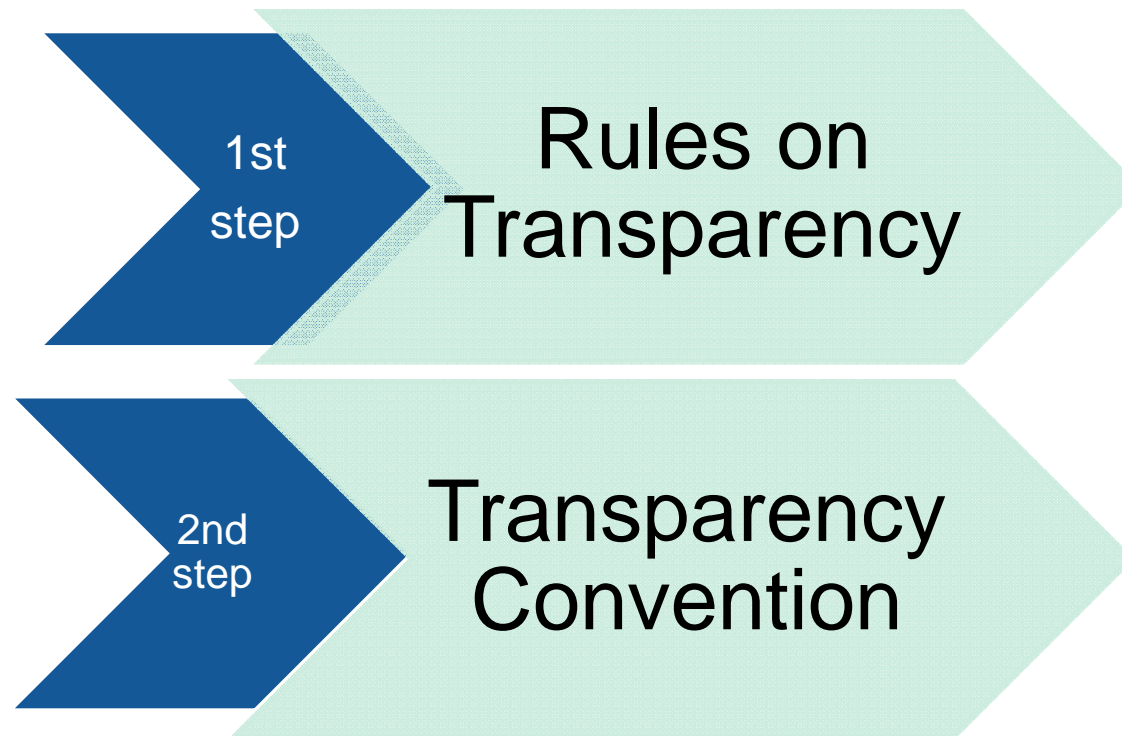 1st
step
Rules on
Transparency
2nd
step
Transparency
Convention